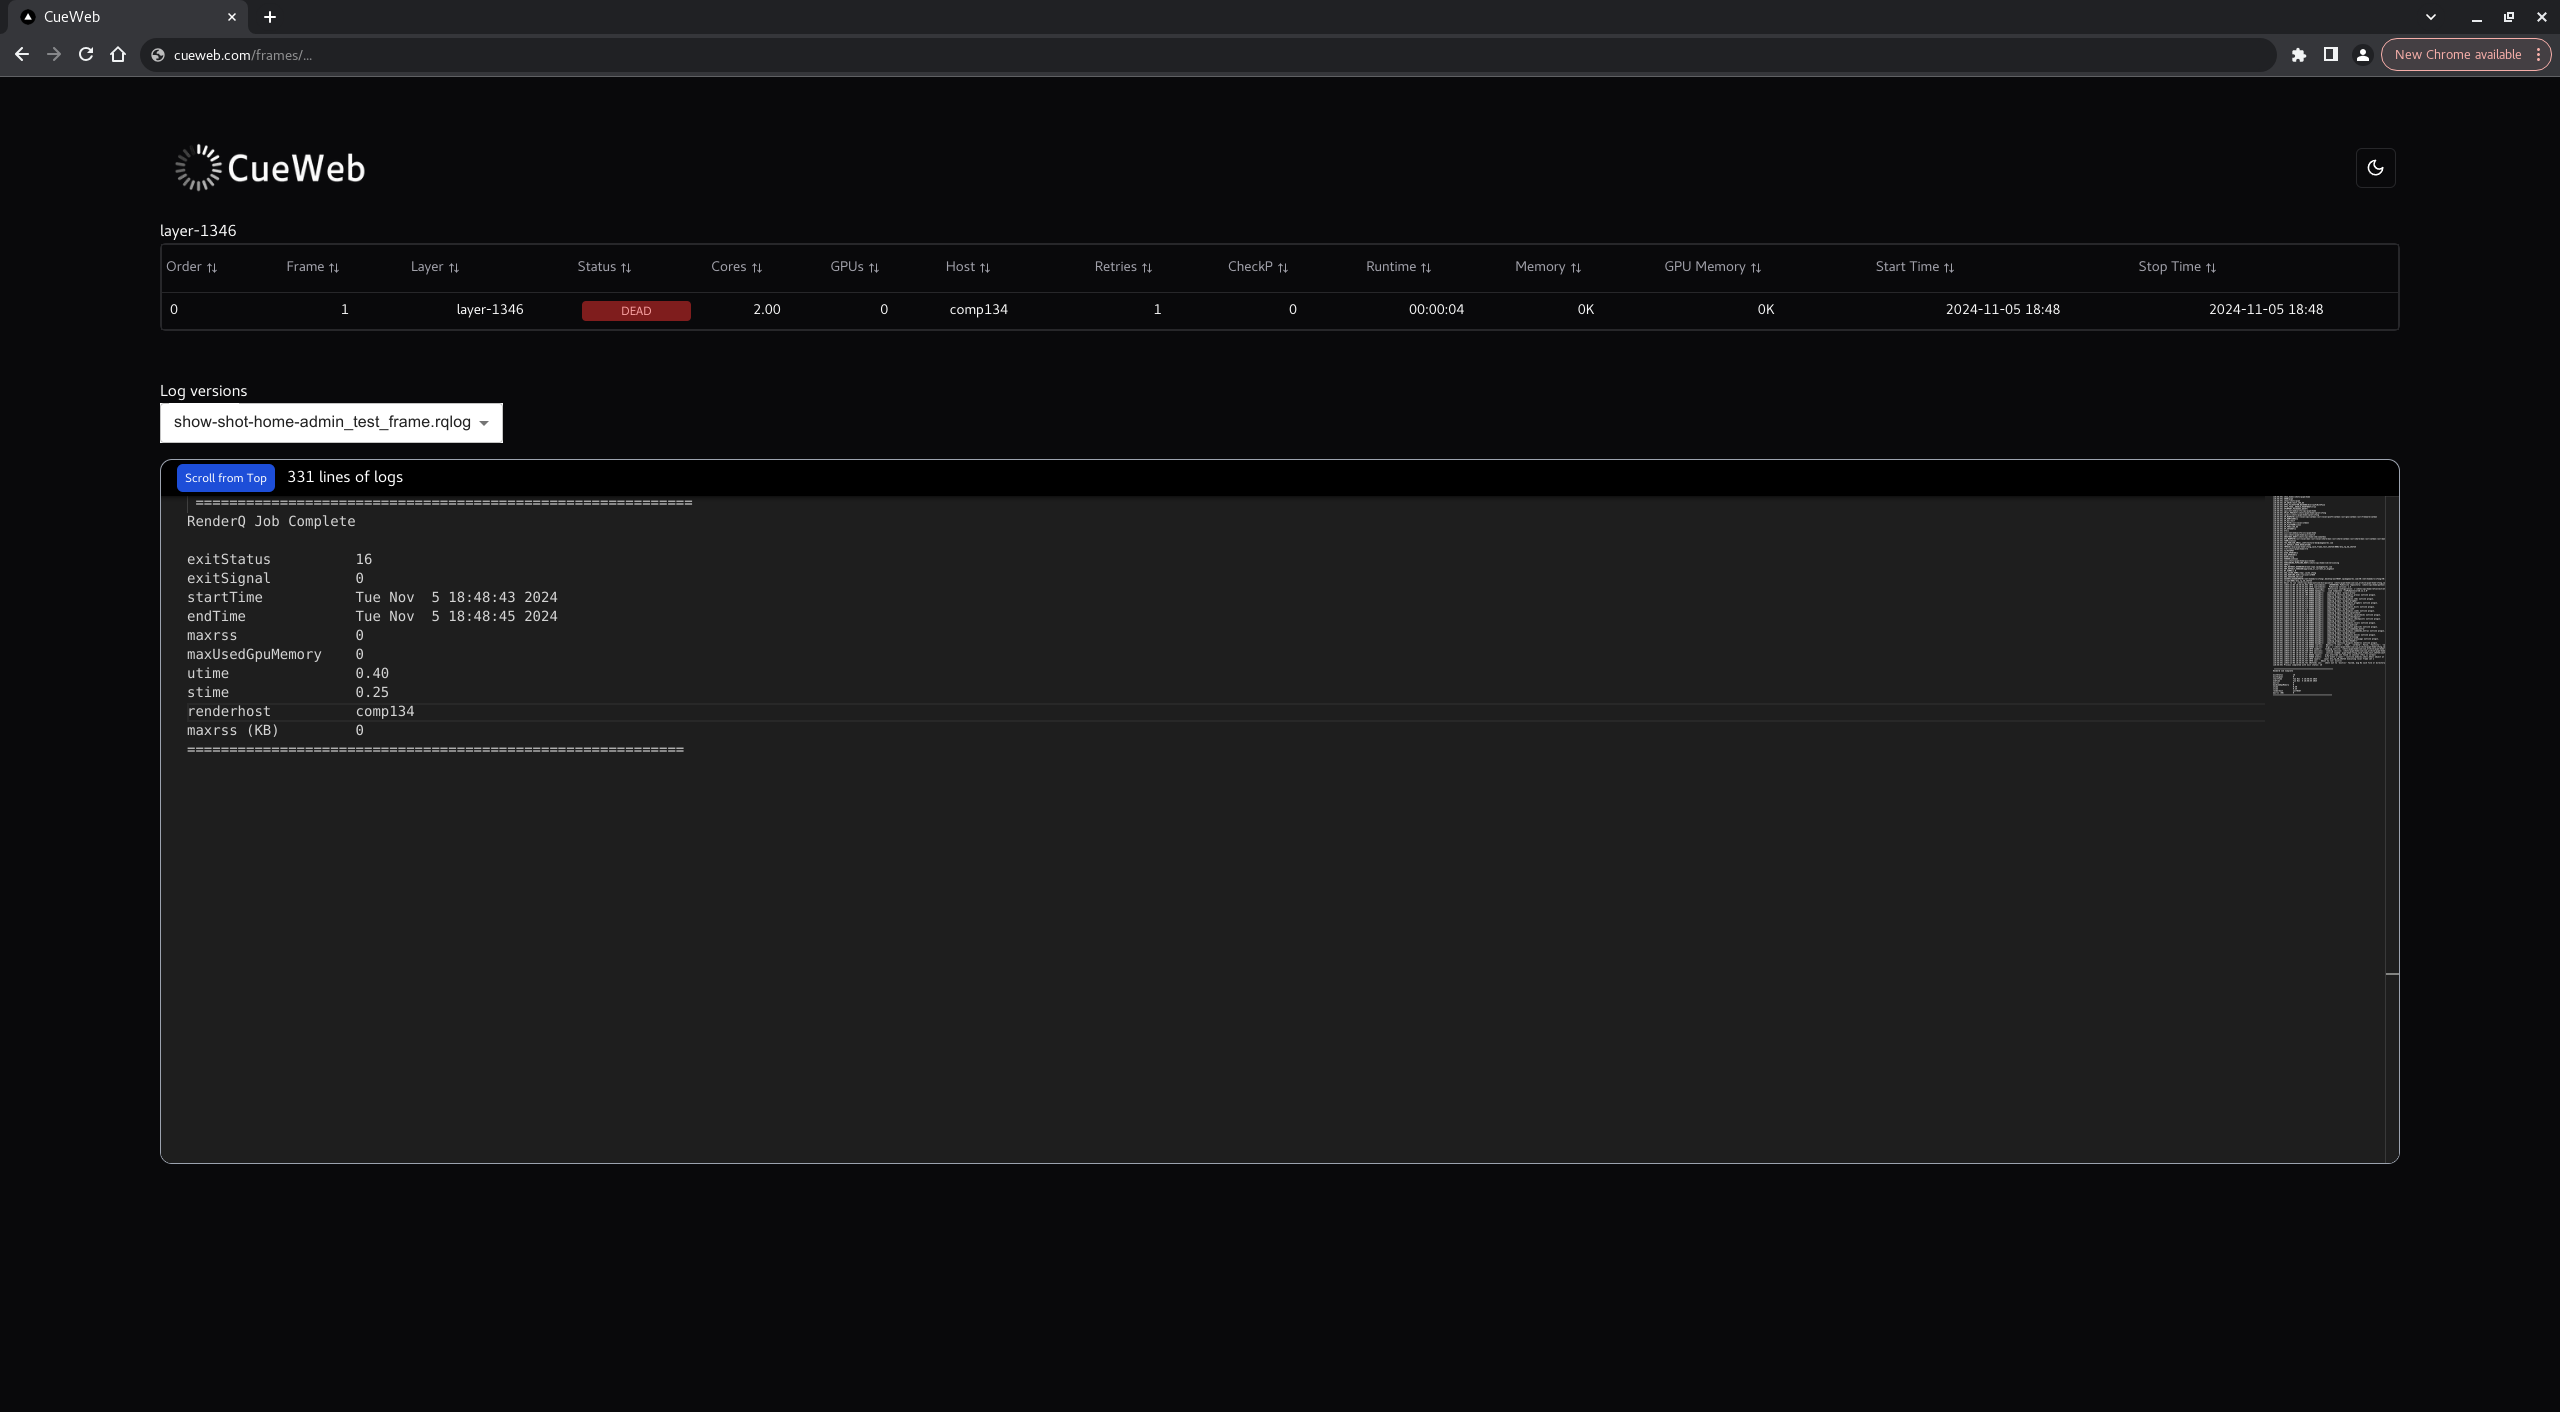 CueWeb
cueweb.com/frames/...
New Chrome available
CueWeb
layer-1346
Order Frame Layer Status Cores GPUs Host Retries CheckP Runtime Memory GPU Memory Start Time Stop Time
0 1 layer-1346 DEAD 2.00 0 comp134 1 0 00:00:04 0K 0K 2024-11-05 18:48 2024-11-05 18:48
Log versions
show-shot-home-admin_test_frame.rqlog
Scroll from Top 331 lines of logs
===========================================================
RenderQ Job Complete
exitStatus 16
exitSignal 0
startTime Tue Nov  5 18:48:43 2024
endTime Tue Nov  5 18:48:45 2024
maxrss 0
maxUsedGpuMemory 0
utime 0.40
stime 0.25
renderhost comp134
maxrss (KB) 0
===========================================================